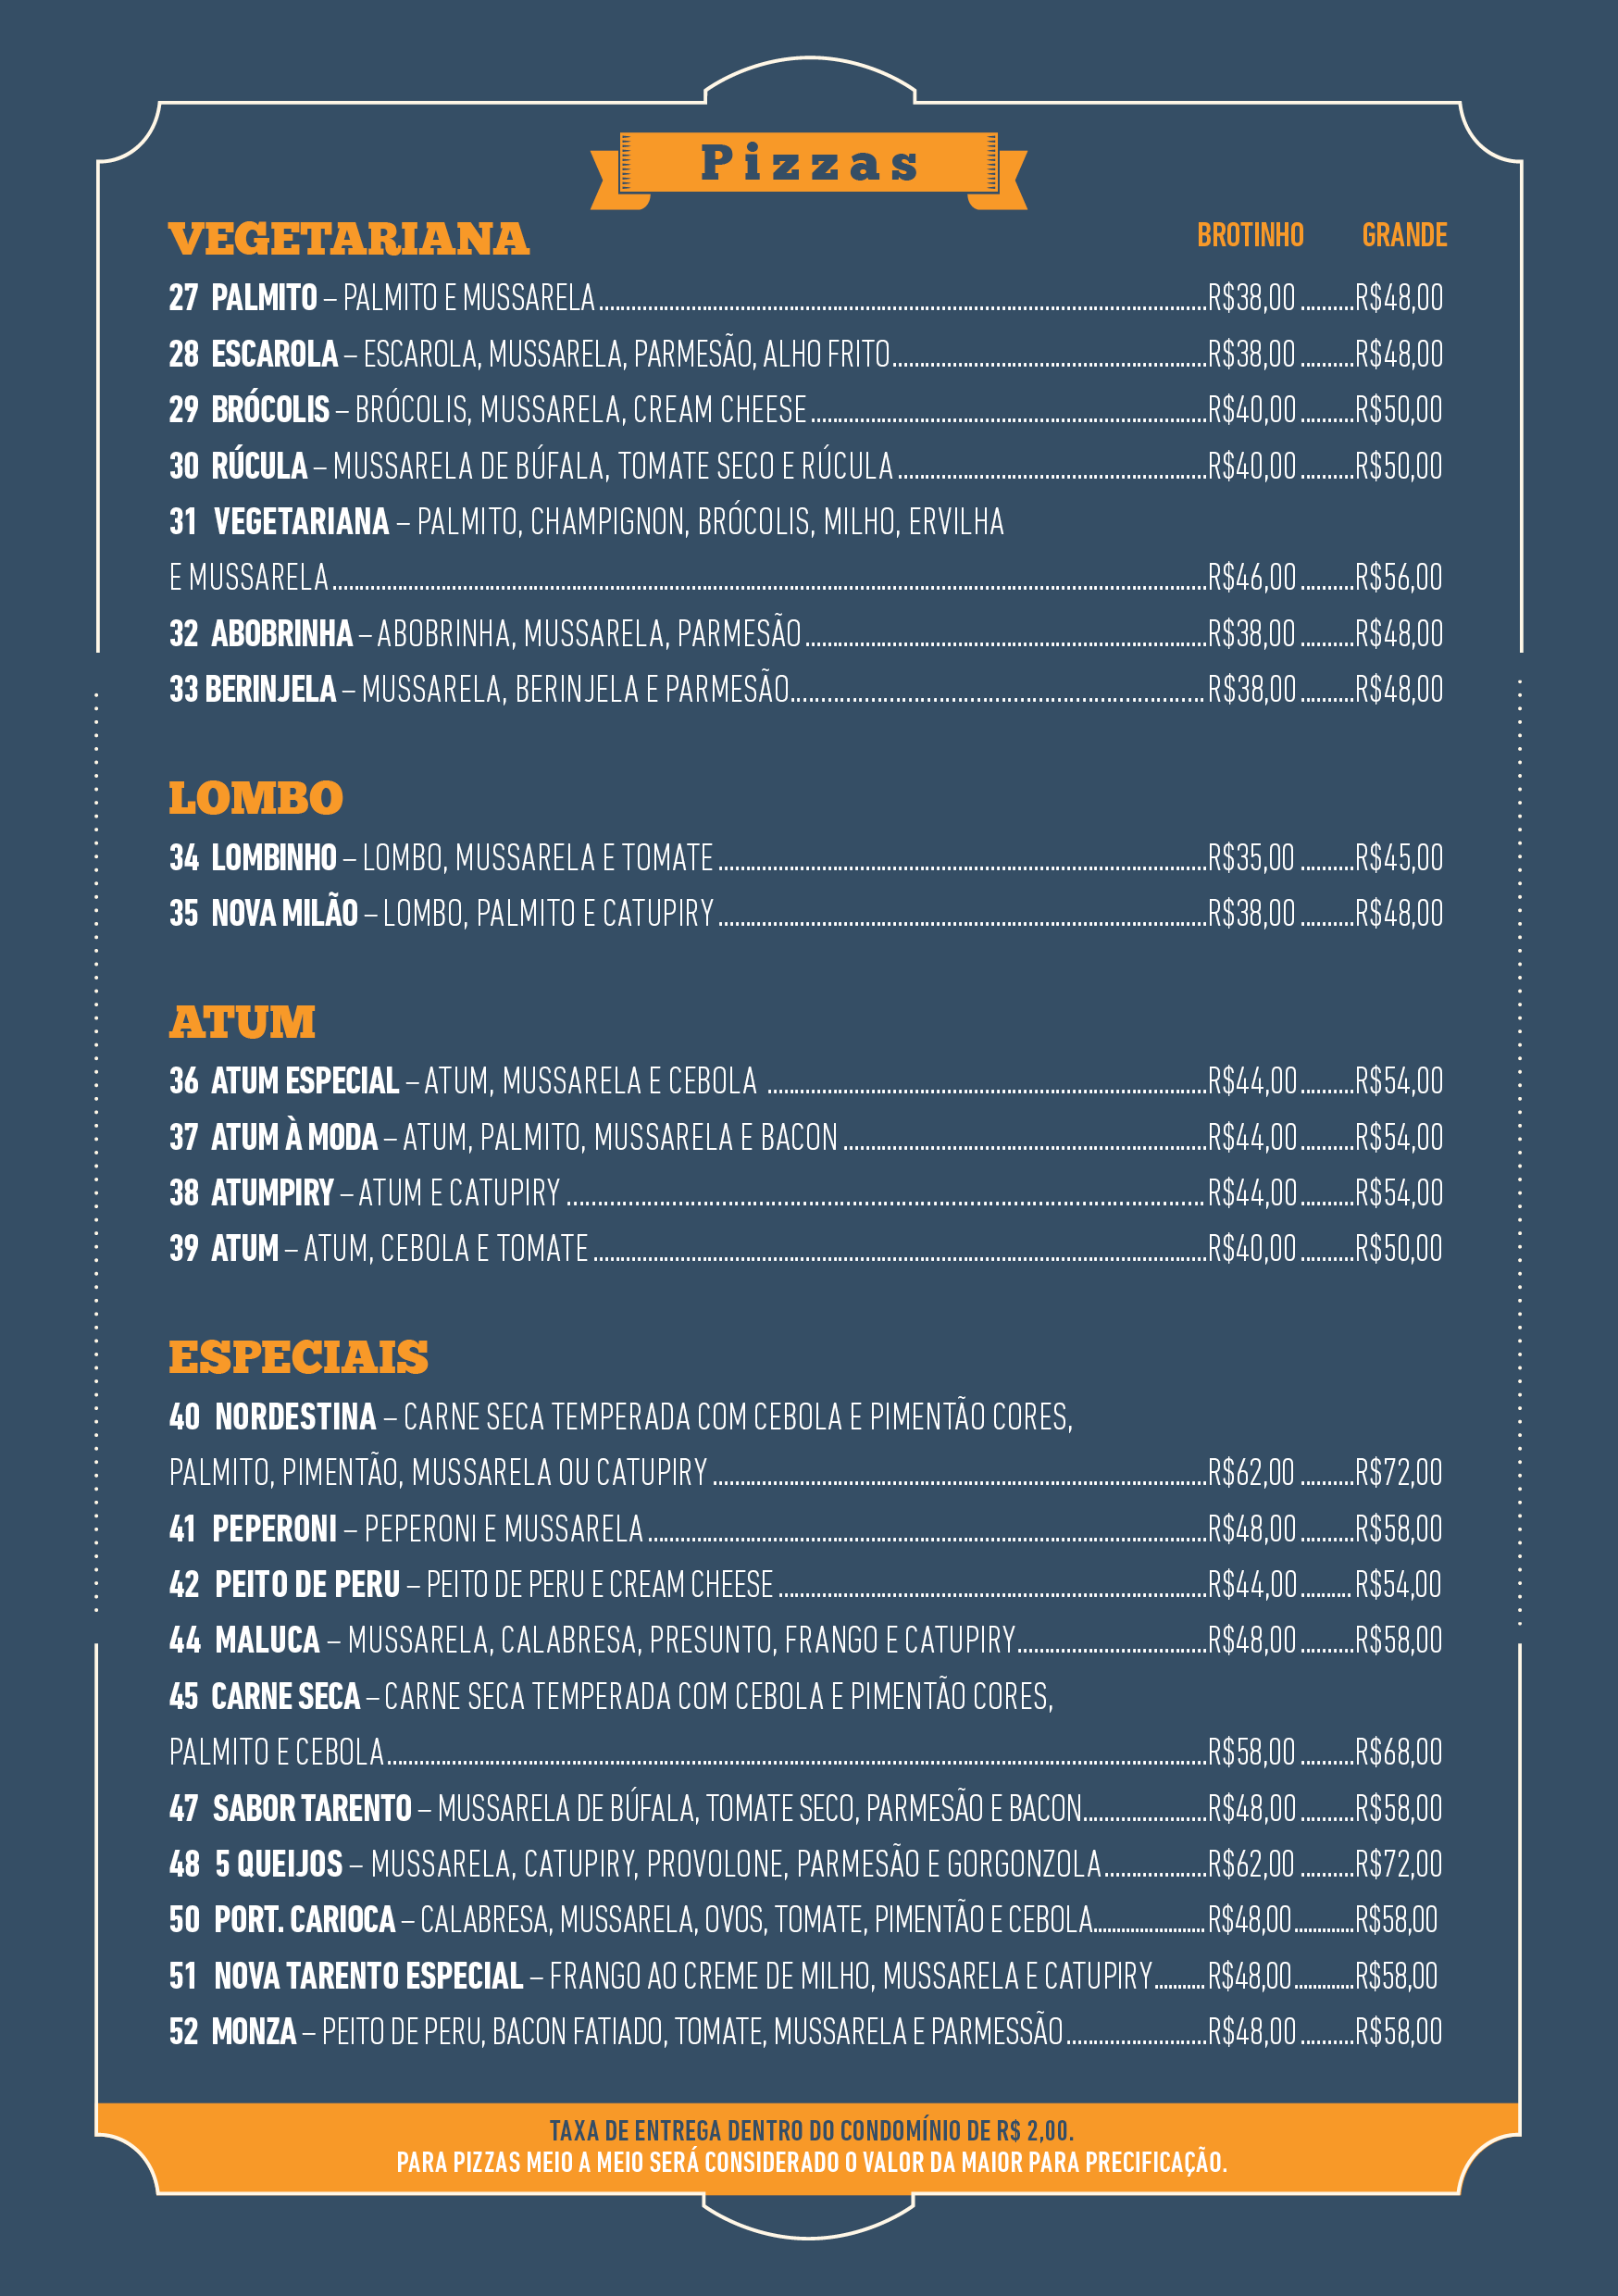 Pizzas
VEGETARIANA BROTINHO GRANDE
27 PALMITO – PALMITO E MUSSARELA ........ R$38,00 ........ R$48,00
28 ESCAROLA – ESCAROLA, MUSSARELA, PARMESÃO, ALHO FRITO ........ R$38,00 ........ R$48,00
29 BRÓCOLIS – BRÓCOLIS, MUSSARELA, CREAM CHEESE ........ R$40,00 ........ R$50,00
30 RÚCULA – MUSSARELA DE BÚFALA, TOMATE SECO E RÚCULA ........ R$40,00 ........ R$50,00
31 VEGETARIANA – PALMITO, CHAMPIGNON, BRÓCOLIS, MILHO, ERVILHA
E MUSSARELA ........ R$46,00 ........ R$56,00
32 ABOBRINHA – ABOBRINHA, MUSSARELA, PARMESÃO ........ R$38,00 ........ R$48,00
33 BERINJELA – MUSSARELA, BERINJELA E PARMESÃO ........ R$38,00 ........ R$48,00
LOMBO
34 LOMBINHO – LOMBO, MUSSARELA E TOMATE ........ R$35,00 ........ R$45,00
35 NOVA MILÃO – LOMBO, PALMITO E CATUPIRY ........ R$38,00 ........ R$48,00
ATUM
36 ATUM ESPECIAL – ATUM, MUSSARELA E CEBOLA ........ R$44,00 ........ R$54,00
37 ATUM À MODA – ATUM, PALMITO, MUSSARELA E BACON ........ R$44,00 ........ R$54,00
38 ATUMPIRY – ATUM E CATUPIRY ........ R$44,00 ........ R$54,00
39 ATUM – ATUM, CEBOLA E TOMATE ........ R$40,00 ........ R$50,00
ESPECIAIS
40 NORDESTINA – CARNE SECA TEMPERADA COM CEBOLA E PIMENTÃO CORES,
PALMITO, PIMENTÃO, MUSSARELA OU CATUPIRY ........ R$62,00 ........ R$72,00
41 PEPERONI – PEPERONI E MUSSARELA ........ R$48,00 ........ R$58,00
42 PEITO DE PERU – PEITO DE PERU E CREAM CHEESE ........ R$44,00 ........ R$54,00
44 MALUCA – MUSSARELA, CALABRESA, PRESUNTO, FRANGO E CATUPIRY ........ R$48,00 ........ R$58,00
45 CARNE SECA – CARNE SECA TEMPERADA COM CEBOLA E PIMENTÃO CORES,
PALMITO E CEBOLA ........ R$58,00 ........ R$68,00
47 SABOR TARENTO – MUSSARELA DE BÚFALA, TOMATE SECO, PARMESÃO E BACON ........ R$48,00 ........ R$58,00
48 5 QUEIJOS – MUSSARELA, CATUPIRY, PROVOLONE, PARMESÃO E GORGONZOLA ........ R$62,00 ........ R$72,00
50 PORT. CARIOCA – CALABRESA, MUSSARELA, OVOS, TOMATE, PIMENTÃO E CEBOLA ........ R$48,00 ........ R$58,00
51 NOVA TARENTO ESPECIAL – FRANGO AO CREME DE MILHO, MUSSARELA E CATUPIRY ........ R$48,00 ........ R$58,00
52 MONZA – PEITO DE PERU, BACON FATIADO, TOMATE, MUSSARELA E PARMESSÃO ........ R$48,00 ........ R$58,00
TAXA DE ENTREGA DENTRO DO CONDOMÍNIO DE R$ 2,00.
PARA PIZZAS MEIO A MEIO SERÁ CONSIDERADO O VALOR DA MAIOR PARA PRECIFICAÇÃO.